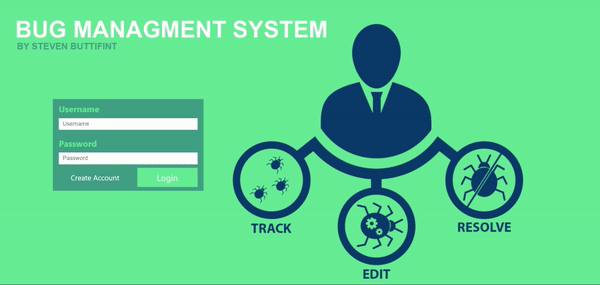 BUG MANAGMENT SYSTEM
BY STEVEN BUTTIFINT
Username
Username
Password
Password
Create Account Login
TRACK
EDIT
RESOLVE